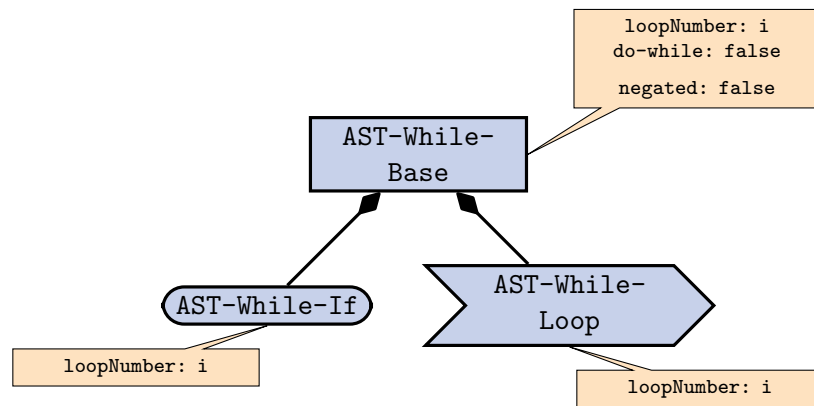 loopNumber: i
do-while: false
negated: false
AST-While-
Base
AST-While-If
AST-While-
Loop
loopNumber: i
loopNumber: i